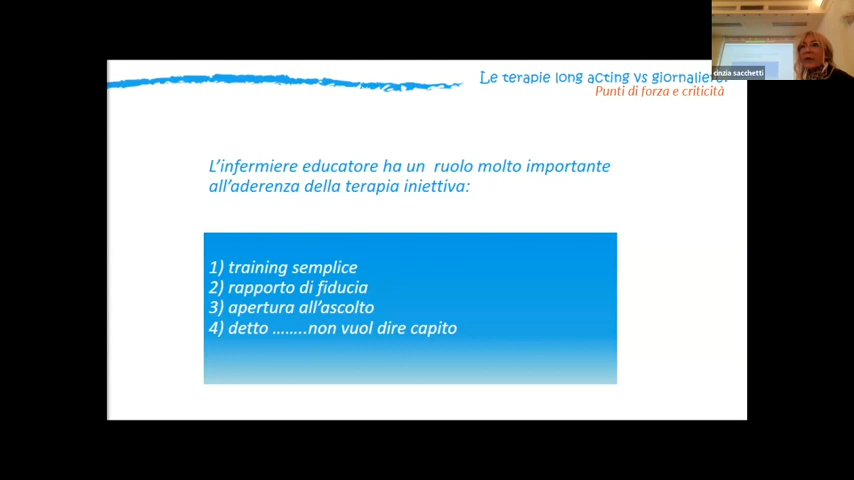 Le terapie long acting vs giornaliere:
Punti di forza e criticità
cinzia sacchetti
L'infermiere educatore ha un ruolo molto importante
all'aderenza della terapia iniettiva:
1) training semplice
2) rapporto di fiducia
3) apertura all'ascolto
4) detto ........non vuol dire capito